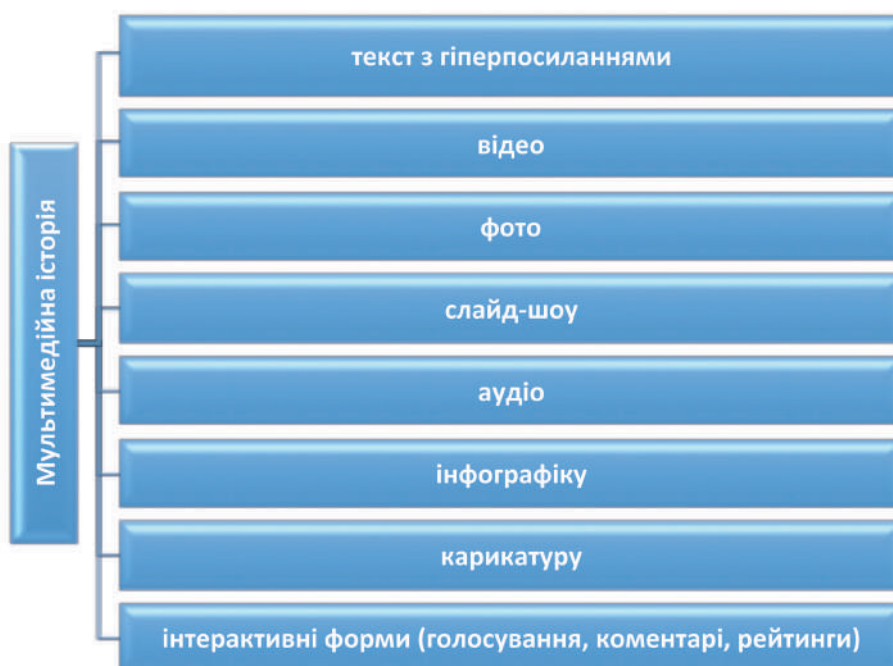 Мультимедійна історія
текст з гіперпосиланнями
відео
фото
слайд-шоу
аудіо
інфографіку
карикатуру
інтерактивні форми (голосування, коментарі, рейтинги)